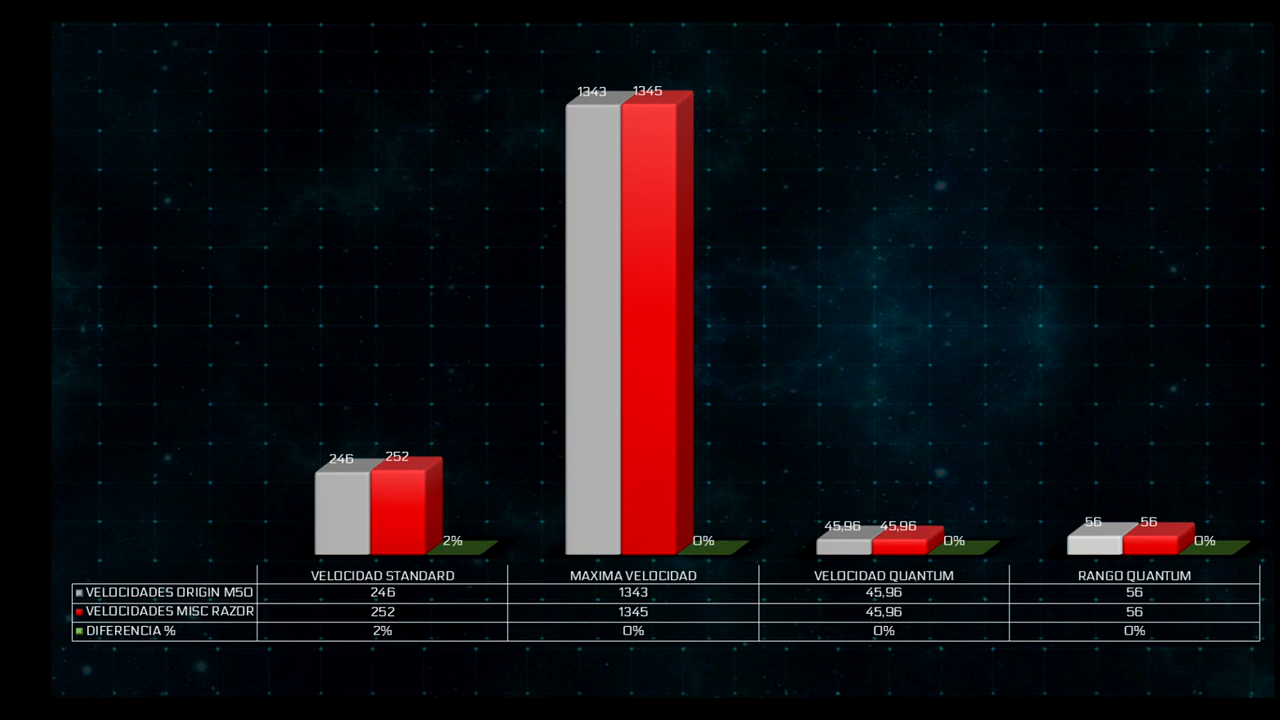 1343 1345
246 252 2%
0%
45,96 45,96 0%
56 56 0%
VELOCIDAD STANDARD MAXIMA VELOCIDAD VELOCIDAD QUANTUM RANGO QUANTUM
VELOCIDADES ORIGIN M50 246 1343 45,96 56
VELOCIDADES MISC RAZOR 252 1345 45,96 56
DIFERENCIA % 2% 0% 0% 0%